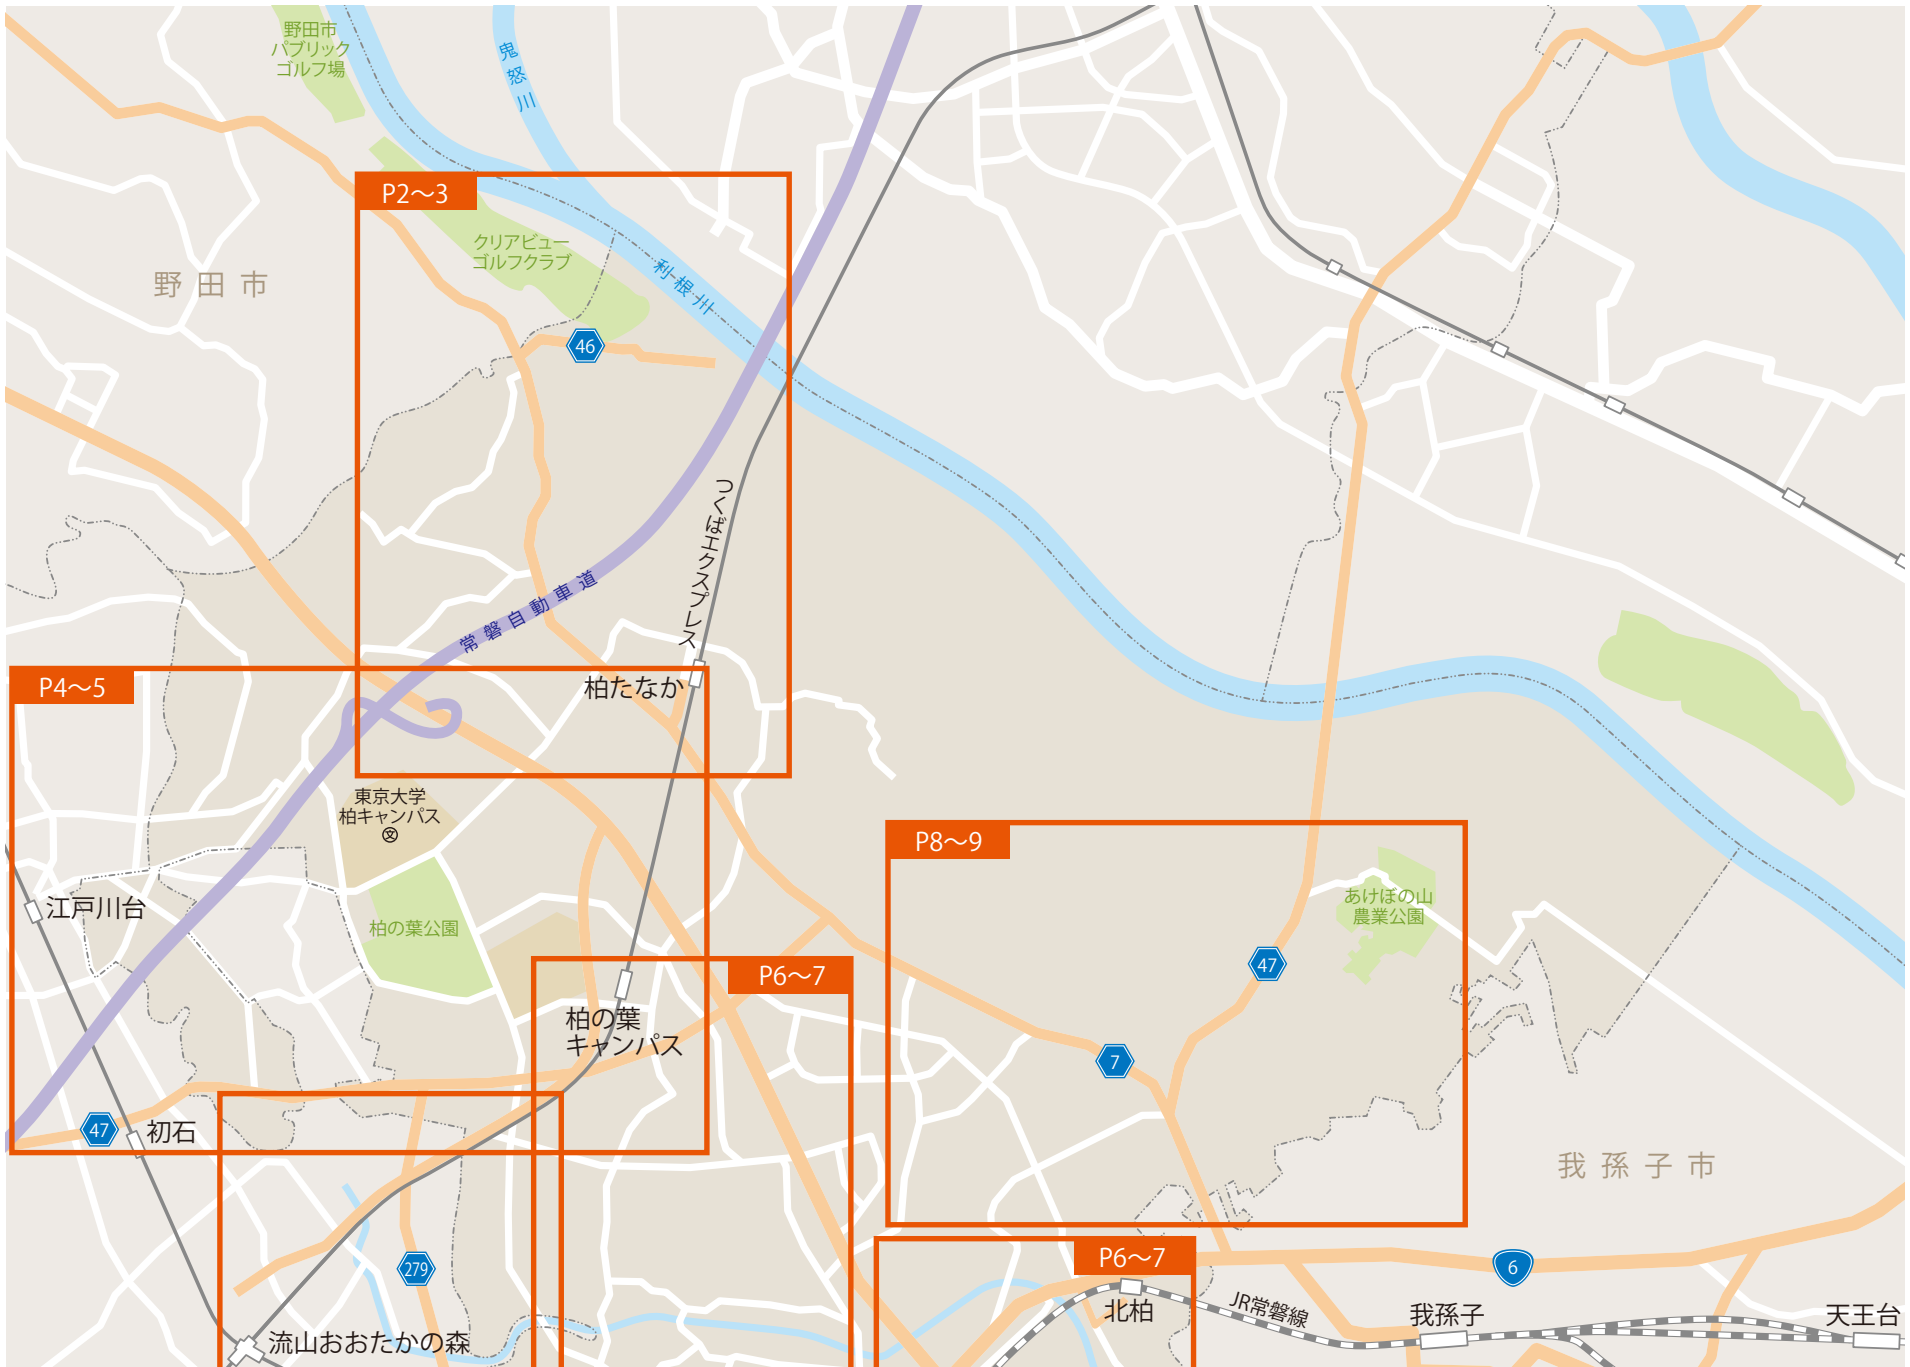 野田市
パブリック
ゴルフ場
鬼怒川
P2〜3
クリアビュー
ゴルフクラブ
利根川
野田市
46
つくばエクスプレス
常磐自動車道
P4〜5
柏たなか
東京大学
柏キャンパス
文
P8〜9
あけぼの山
農業公園
江戸川台
柏の葉公園
47
P6〜7
柏の葉
キャンパス
7
47
初石
我孫子市
279
P6〜7
6
北柏
JR常磐線
我孫子
天王台
流山おおたかの森